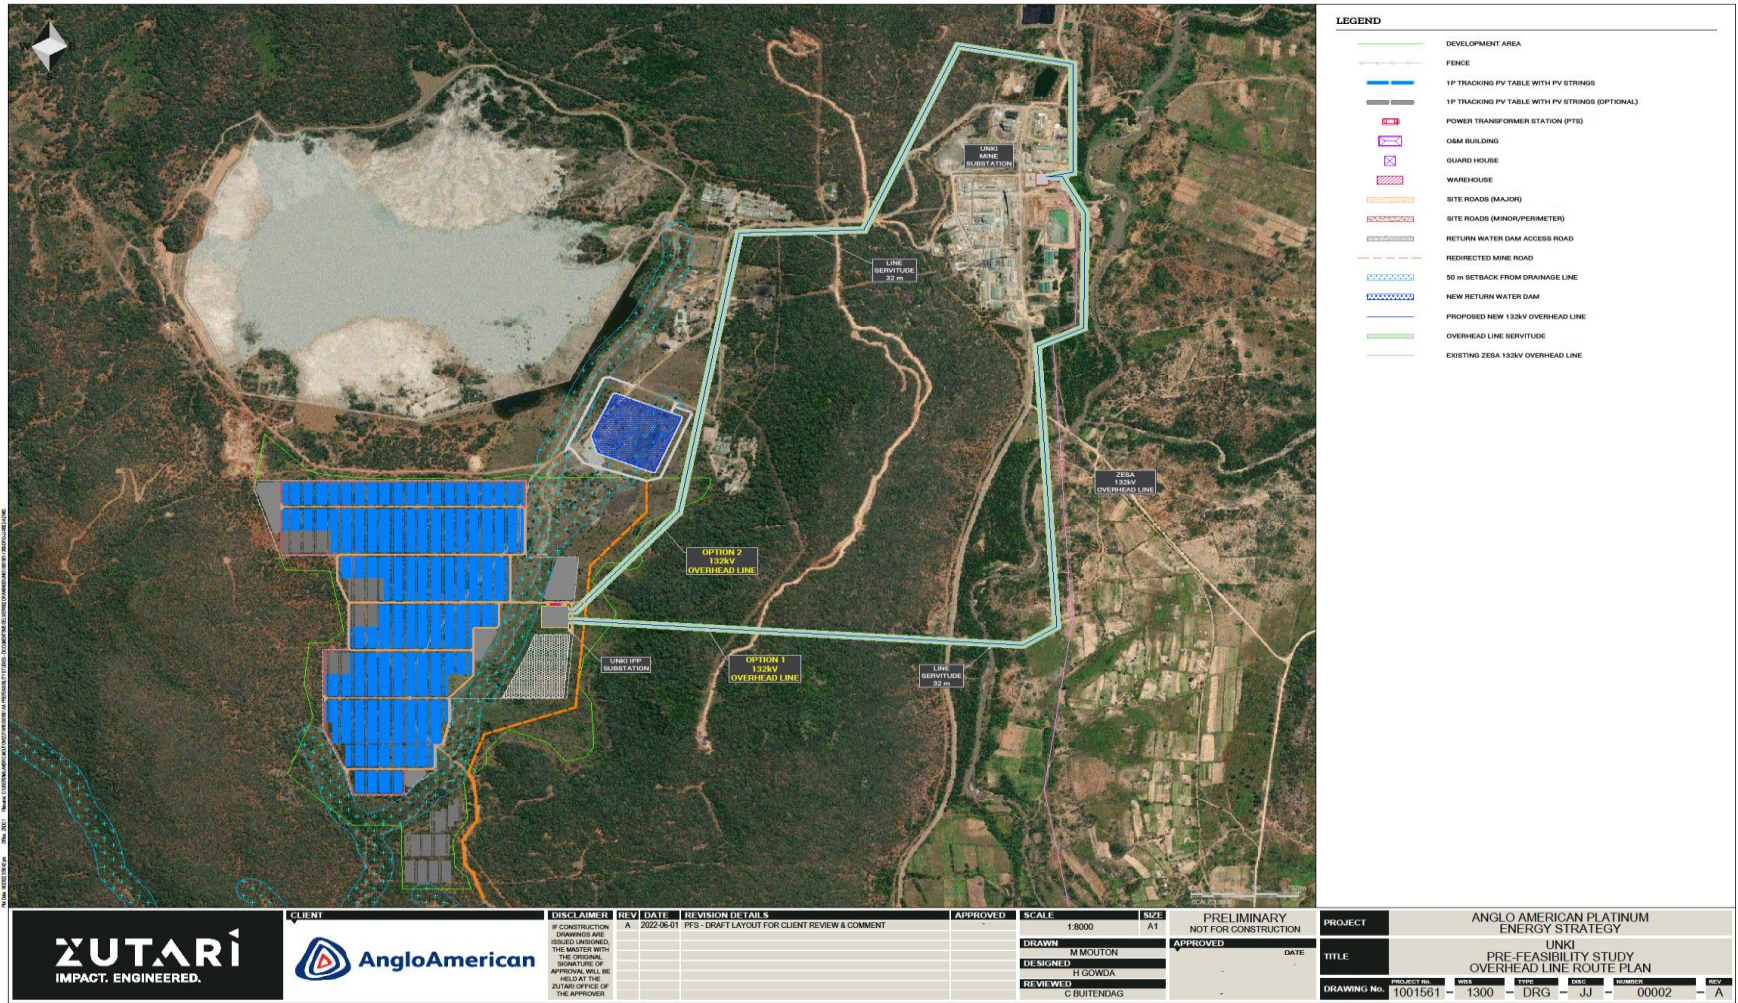 LEGEND
DEVELOPMENT AREA
FENCE
1P TRACKING PV TABLE WITH PV STRINGS
1P TRACKING PV TABLE WITH PV STRINGS (OPTIONAL)
POWER TRANSFORMER STATION (PTS)
O&M BUILDING
GUARD HOUSE
WAREHOUSE
SITE ROADS (MAJOR)
SITE ROADS (MINOR/PERIMETER)
RETURN WATER DAM ACCESS ROAD
REDIRECTED MINE ROAD
50 m SETBACK FROM DRAINAGE LINE
NEW RETURN WATER DAM
PROPOSED NEW 132kV OVERHEAD LINE
OVERHEAD LINE SERVITUDE
EXISTING ZESA 132kV OVERHEAD LINE
UNKI
MINE
SUBSTATION
LINE
SERVITUDE
32 m
ZESA
132kV
OVERHEAD LINE
OPTION 2
132kV
OVERHEAD LINE
UNKI IPP
SUBSTATION
OPTION 1
132kV
OVERHEAD LINE
LINE
SERVITUDE
32 m
ZUTARI
IMPACT. ENGINEERED.
CLIENT
AngloAmerican
DISCLAIMER
IF CONSTRUCTION
DRAWINGS ARE
ISSUED UNSIGNED,
THE MASTER WITH
THE ORIGINAL
SIGNATURE OF
APPROVAL WILL BE
HELD AT THE
ZUTARI OFFICE OF
THE APPROVER
REV DATE REVISION DETAILS APPROVED
A 2022-06-01 PFS - DRAFT LAYOUT FOR CLIENT REVIEW & COMMENT -
SCALE SIZE
1:8000 A1
DRAWN
M MOUTON
DESIGNED
H GOWDA
REVIEWED
C BUITENDAG
PRELIMINARY
NOT FOR CONSTRUCTION
APPROVED
DATE
-
-
PROJECT
ANGLO AMERICAN PLATINUM
ENERGY STRATEGY
TITLE
UNKI
PRE-FEASIBILITY STUDY
OVERHEAD LINE ROUTE PLAN
DRAWING No.
PROJECT No. WBS TYPE DISC NUMBER REV
1001561 - 1300 - DRG - JJ - 00002 - A